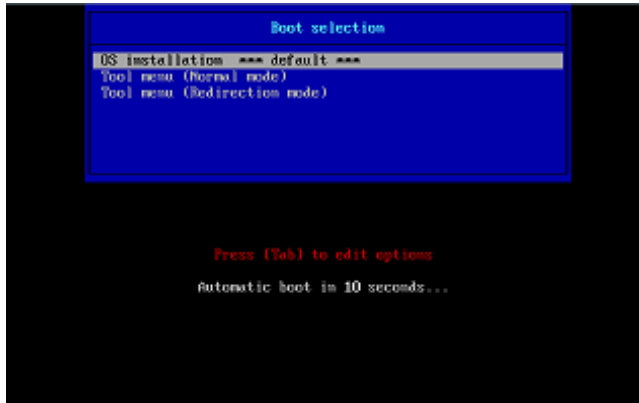 Boot selection
OS installation *** default ***
Tool menu (Normal mode)
Tool menu (Redirection mode)
Press [Tab] to edit options
Automatic boot in 10 seconds...